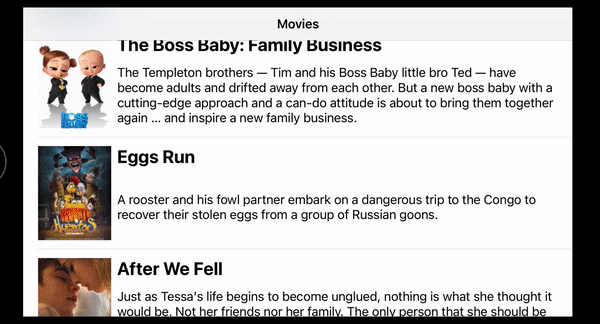 Movies
The Boss Baby: Family Business
The Templeton brothers — Tim and his Boss Baby little bro Ted — have
become adults and drifted away from each other. But a new boss baby with a
cutting-edge approach and a can-do attitude is about to bring them together
again ... and inspire a new family business.
BOSS
BABY
Eggs Run
A rooster and his fowl partner embark on a dangerous trip to the Congo to
recover their stolen eggs from a group of Russian goons.
HUEVITOS
After We Fell
Just as Tessa's life begins to become unglued, nothing is what she thought it
would be. Not her friends nor her family. The only person that she should be